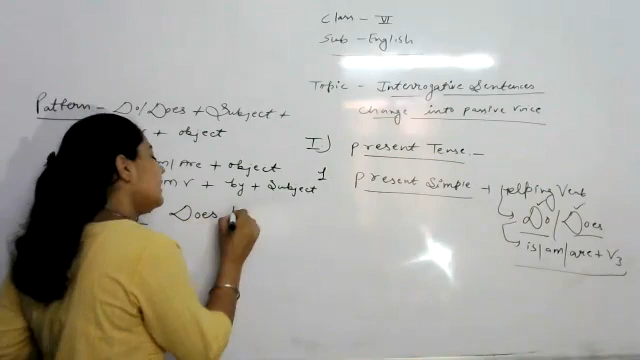 Class - VI
Sub - English
Topic - Interrogative Sentences
change into passive voice
Pattern - Do/Does + Subject +
+ object
I) present Tense. -
/Are + object
+ by + Subject
1 present Simple + Helping Verb
Do / Does
is/am/are + V3
Does